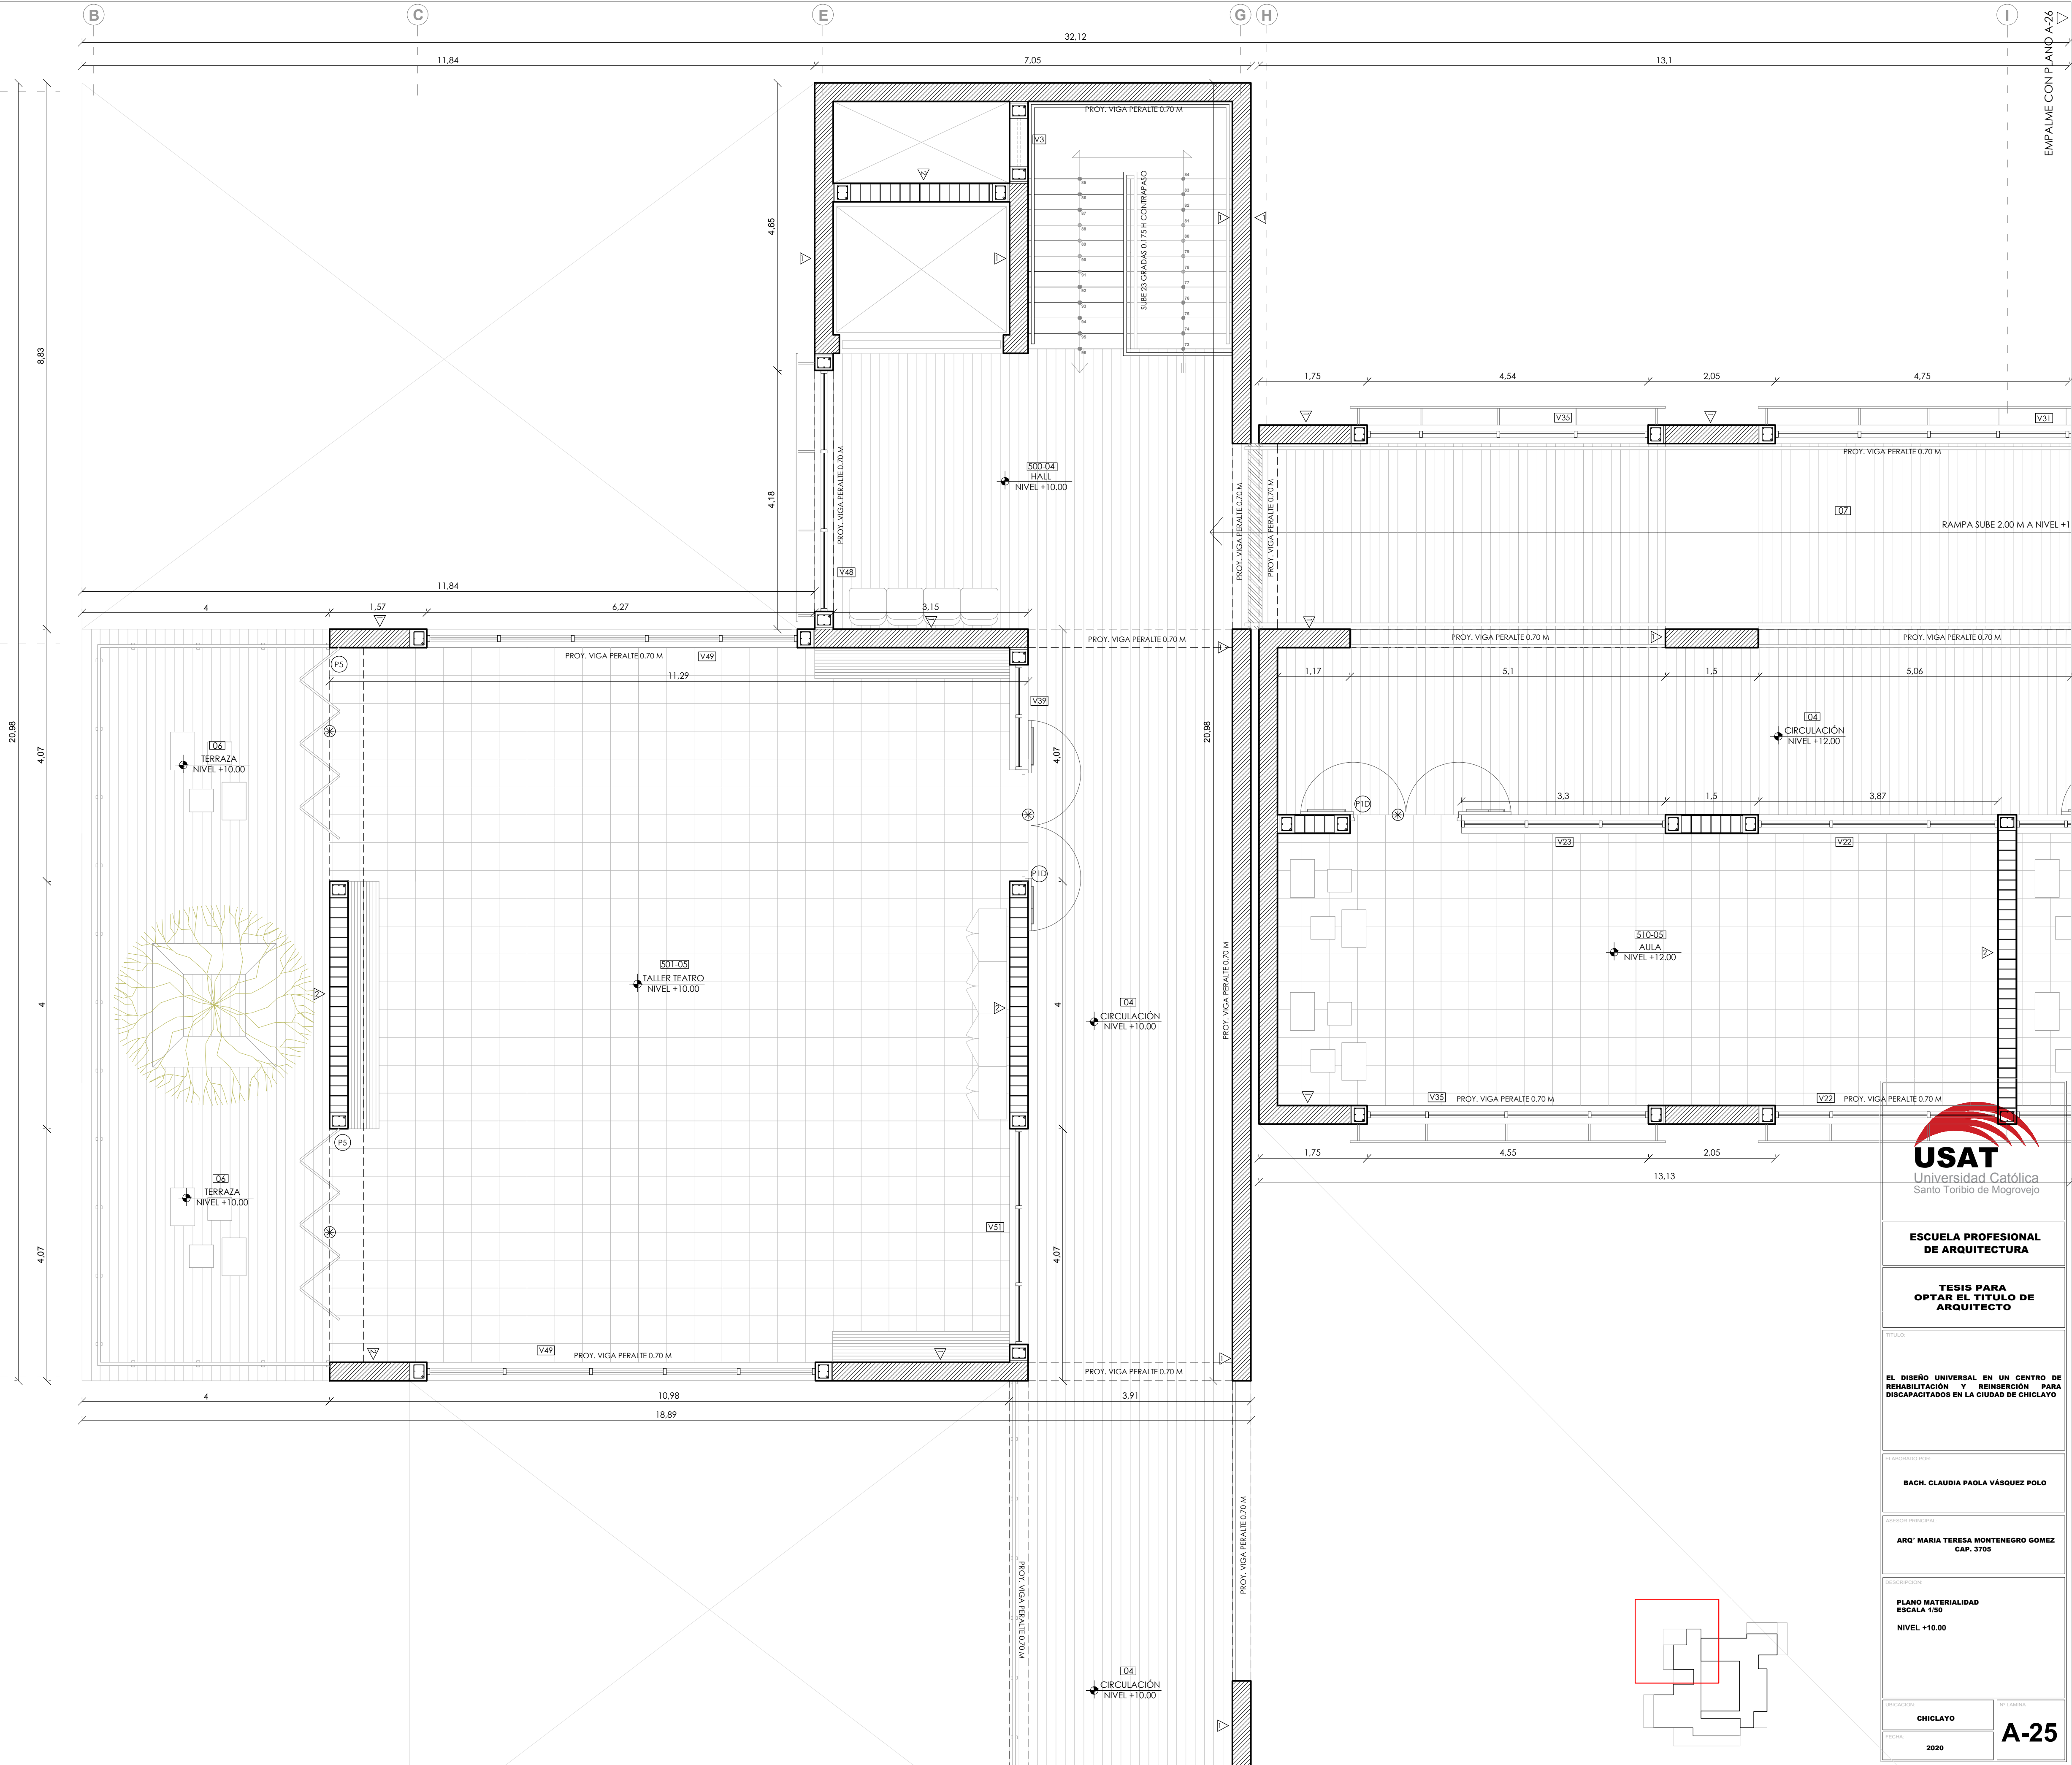 B
C
E
G
H
I
EMPALME CON PLANO A-26
32,12
11,84
7,05
13,1
PROY. VIGA PERALTE 0.70 M
V3
2
SUBE 23 GRADAS 0.175 H CONTRAPASO
4,65
8,83
1,75
4,54
2,05
4,75
V35
V31
PROY. VIGA PERALTE 0.70 M
500-04
HALL
NIVEL +10.00
PROY. VIGA PERALTE 0.70 M
PROY. VIGA PERALTE 0.70 M
PROY. VIGA PERALTE 0.70 M
4,18
07
RAMPA SUBE 2.00 M A NIVEL +1
V48
11,84
4
1,57
6,27
3,15
PROY. VIGA PERALTE 0.70 M
V49
PROY. VIGA PERALTE 0.70 M
PROY. VIGA PERALTE 0.70 M
PROY. VIGA PERALTE 0.70 M
P5
11,29
1,17
5,1
1,5
5,06
V39
20,98
4,07
06
TERRAZA
NIVEL +10.00
4,07
20,98
04
CIRCULACIÓN
NIVEL +12.00
3,3
1,5
3,87
P1D
V23
V22
P1D
510-05
AULA
NIVEL +12.00
2
501-05
TALLER TEATRO
NIVEL +10.00
2
2
4
4
04
CIRCULACIÓN
NIVEL +10.00
PROY. VIGA PERALTE 0.70 M
V35
PROY. VIGA PERALTE 0.70 M
V22
PROY. VIGA PERALTE 0.70 M
P5
1,75
4,55
2,05
13,13
06
TERRAZA
NIVEL +10.00
V51
4,07
4,07
V49
PROY. VIGA PERALTE 0.70 M
PROY. VIGA PERALTE 0.70 M
4
10,98
3,91
18,89
PROY. VIGA PERALTE 0.70 M
PROY. VIGA PERALTE 0.70 M
04
CIRCULACIÓN
NIVEL +10.00
USAT
Universidad Católica
Santo Toribio de Mogrovejo
ESCUELA PROFESIONAL
DE ARQUITECTURA
TESIS PARA
OPTAR EL TITULO DE
ARQUITECTO
TITULO:
EL DISEÑO UNIVERSAL EN UN CENTRO DE
REHABILITACIÓN Y REINSERCIÓN PARA
DISCAPACITADOS EN LA CIUDAD DE CHICLAYO
ELABORADO POR:
BACH. CLAUDIA PAOLA VÁSQUEZ POLO
ASESOR PRINCIPAL:
ARQ° MARIA TERESA MONTENEGRO GOMEZ
CAP. 3705
DESCRIPCION:
PLANO MATERIALIDAD
ESCALA 1/50
NIVEL +10.00
UBICACION:
CHICLAYO
N° LAMINA:
A-25
FECHA:
2020